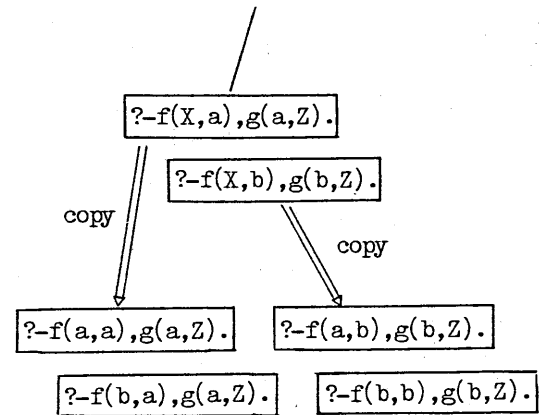 ?-f(X,a),g(a,Z).
?-f(X,b),g(b,Z).
copy
copy
?-f(a,a),g(a,Z).
?-f(a,b),g(b,Z).
?-f(b,a),g(a,Z).
?-f(b,b),g(b,Z).